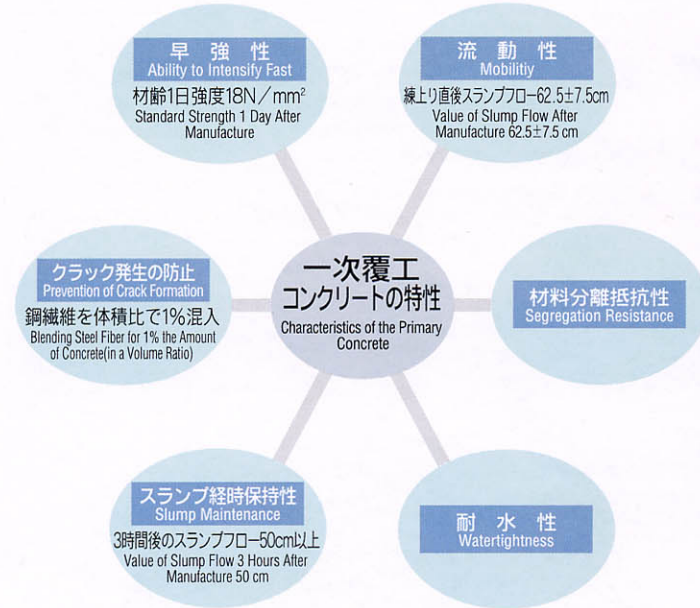 早強性
Ability to Intensify Fast
材齢1日強度18N/mm²
Standard Strength 1 Day After
Manufacture
流動性
Mobilitiy
練上り直後スランプフロー62.5±7.5cm
Value of Slump Flow After
Manufacture 62.5±7.5 cm
クラック発生の防止
Prevention of Crack Formation
鋼繊維を体積比で1%混入
Blending Steel Fiber for 1% the Amount
of Concrete(in a Volume Ratio)
一次覆工
コンクリートの特性
Characteristics of the Primary
Concrete
材料分離抵抗性
Segregation Resistance
スランプ経時保持性
Slump Maintenance
3時間後のスランプフロー50cm以上
Value of Slump Flow 3 Hours After
Manufacture 50 cm
耐水性
Watertightness